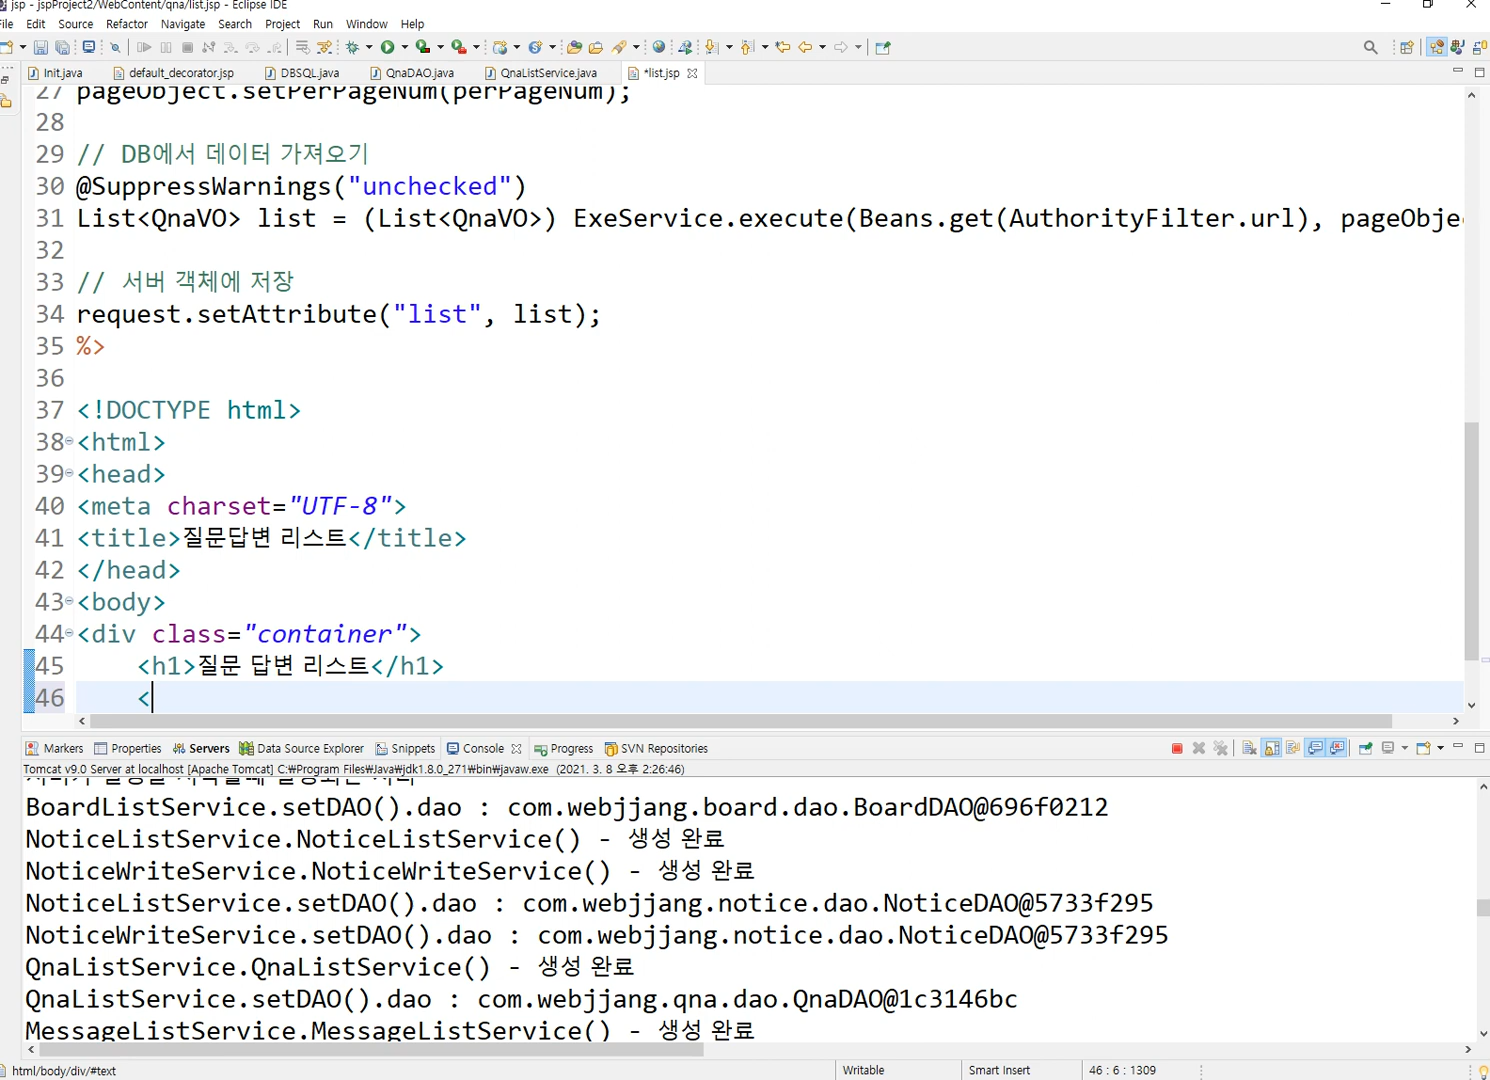 jsp - jspProject2/WebContent/qna/list.jsp - Eclipse IDE
File Edit Source Refactor Navigate Search Project Run Window Help
Init.java default_decorator.jsp DBSQL.java QnaDAO.java QnaListService.java *list.jsp
27 pageObject.setPerPageNum(perPageNum);
28
29 // DB에서 데이터 가져오기
30 @SuppressWarnings("unchecked")
31 List<QnaVO> list = (List<QnaVO>) ExeService.execute(Beans.get(AuthorityFilter.url), pageObje
32
33 // 서버 객체에 저장
34 request.setAttribute("list", list);
35 %>
36
37 <!DOCTYPE html>
38 <html>
39 <head>
40 <meta charset="UTF-8">
41 <title>질문답변 리스트</title>
42 </head>
43 <body>
44 <div class="container">
45 <h1>질문 답변 리스트</h1>
46 <
Markers Properties Servers Data Source Explorer Snippets Console Progress SVN Repositories
Tomcat v9.0 Server at localhost [Apache Tomcat] C:₩Program Files₩Java₩jdk1.8.0_271₩bin₩javaw.exe (2021. 3. 8 오후 2:26:46)
BoardListService.setDAO().dao : com.webjjang.board.dao.BoardDAO@696f0212
NoticeListService.NoticeListService() - 생성 완료
NoticeWriteService.NoticeWriteService() - 생성 완료
NoticeListService.setDAO().dao : com.webjjang.notice.dao.NoticeDAO@5733f295
NoticeWriteService.setDAO().dao : com.webjjang.notice.dao.NoticeDAO@5733f295
QnaListService.QnaListService() - 생성 완료
QnaListService.setDAO().dao : com.webjjang.qna.dao.QnaDAO@1c3146bc
MessageListService.MessageListService() - 생성 완료
html/body/div/#text Writable Smart Insert 46 : 6 : 1309